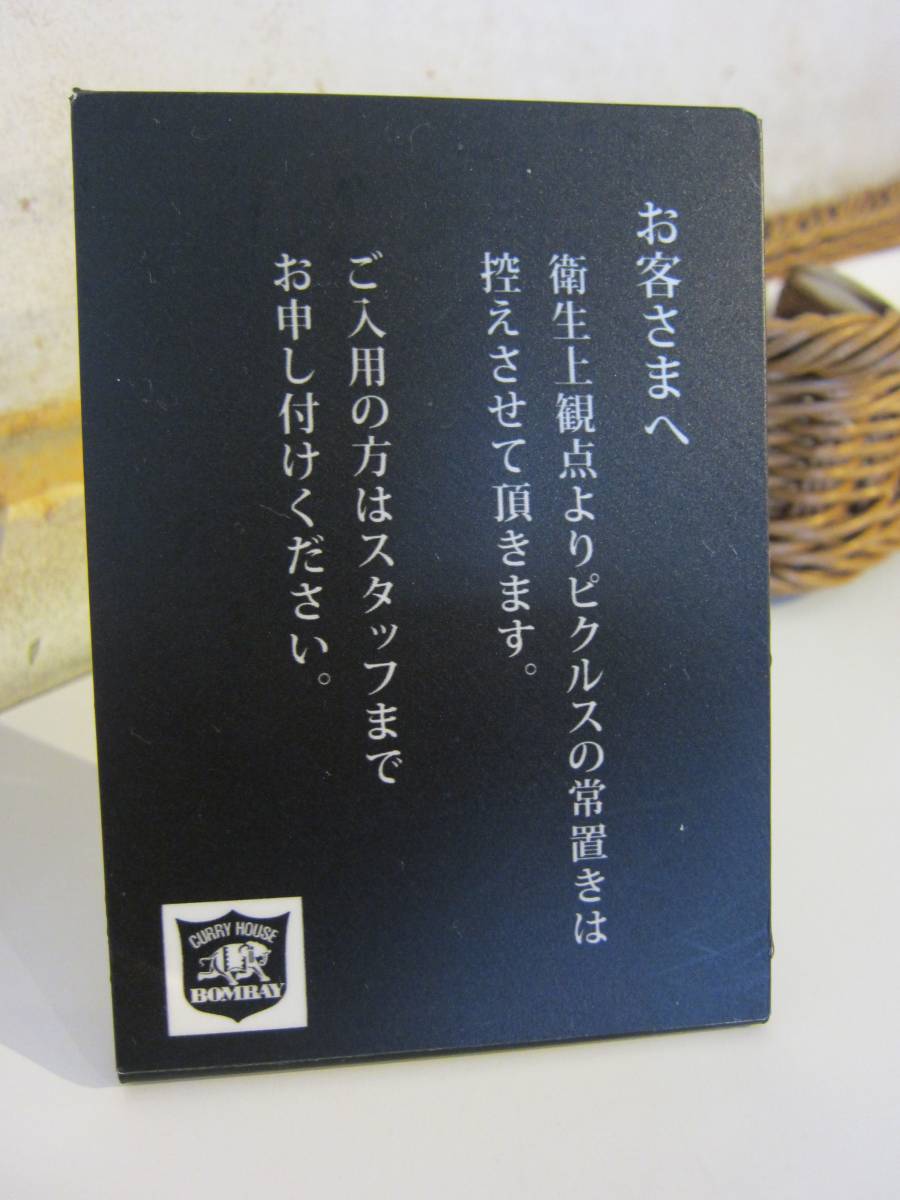 お客さまへ
衛生上観点よりピクルスの常置きは
控えさせて頂きます。
ご入用の方はスタッフまで
お申し付けください。
CURRY HOUSE
BOMBAY